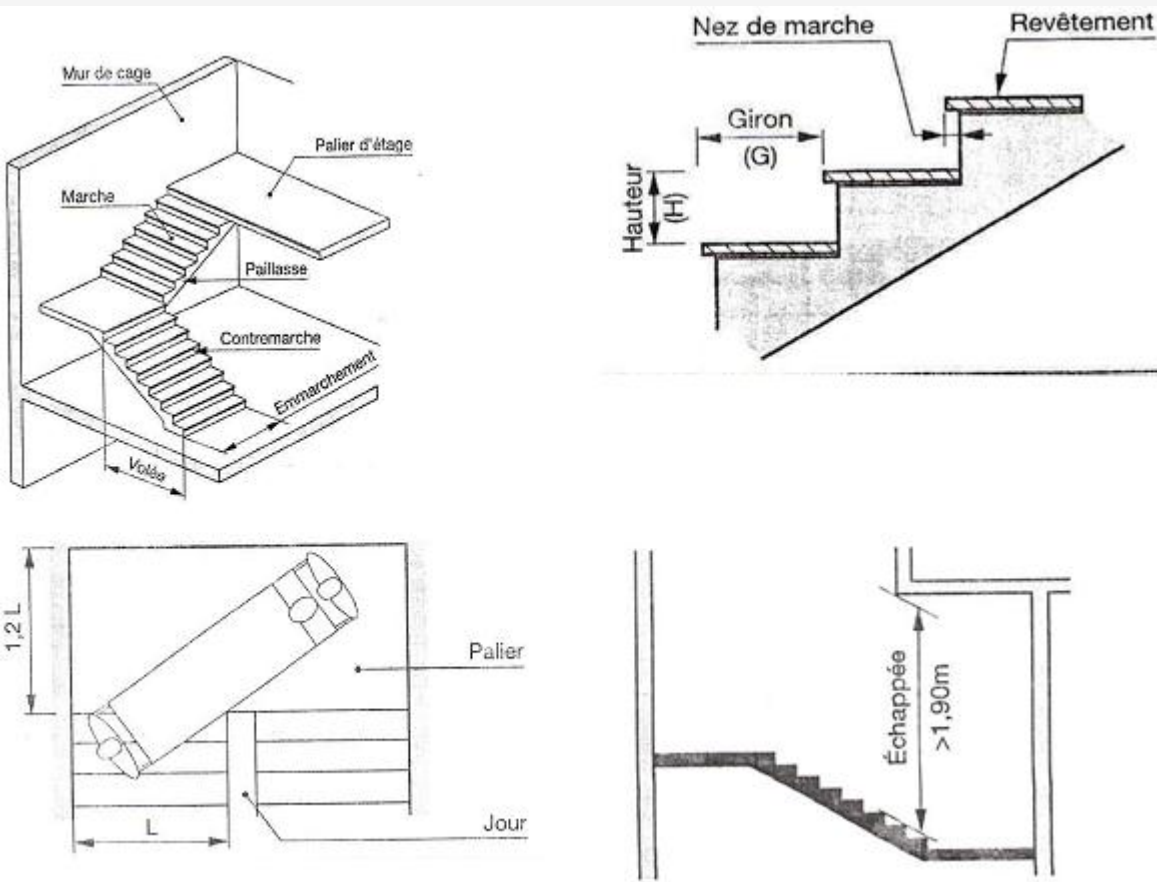 Mur de cage
Palier d'étage
Marche
Paillasse
Contremarche
Emmarchement
Volée
Nez de marche
Revêtement
Giron
(G)
Hauteur
(H)
1,2 L
Palier
L
Jour
Échappée
>1,90m